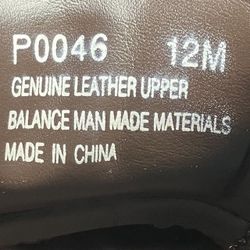 P0046 12M
GENUINE LEATHER UPPER
BALANCE MAN MADE MATERIALS
MADE IN CHINA